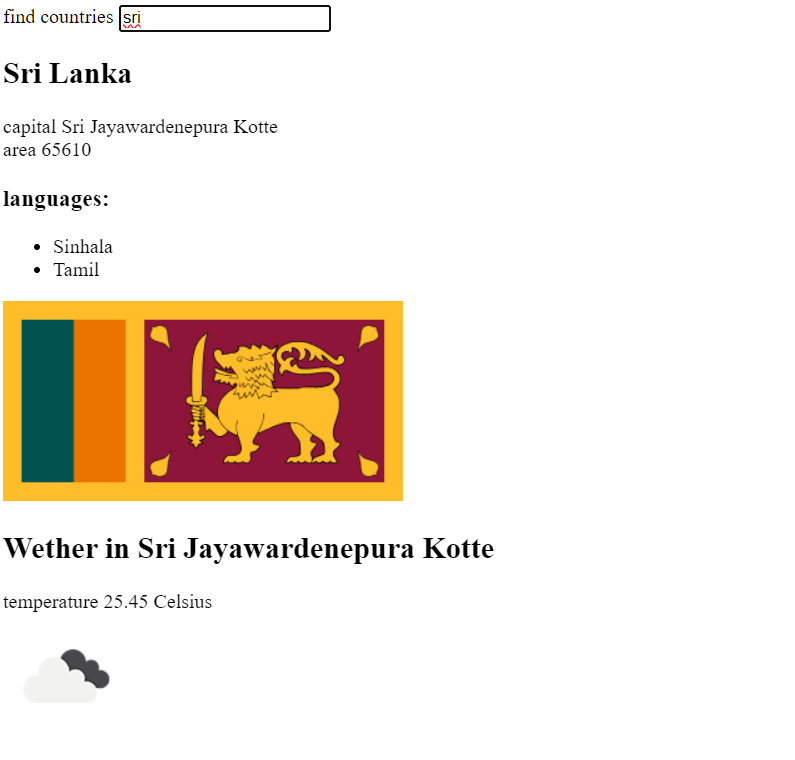 find countries sri
Sri Lanka
capital Sri Jayawardenepura Kotte
area 65610
languages:
Sinhala
Tamil
Wether in Sri Jayawardenepura Kotte
temperature 25.45 Celsius